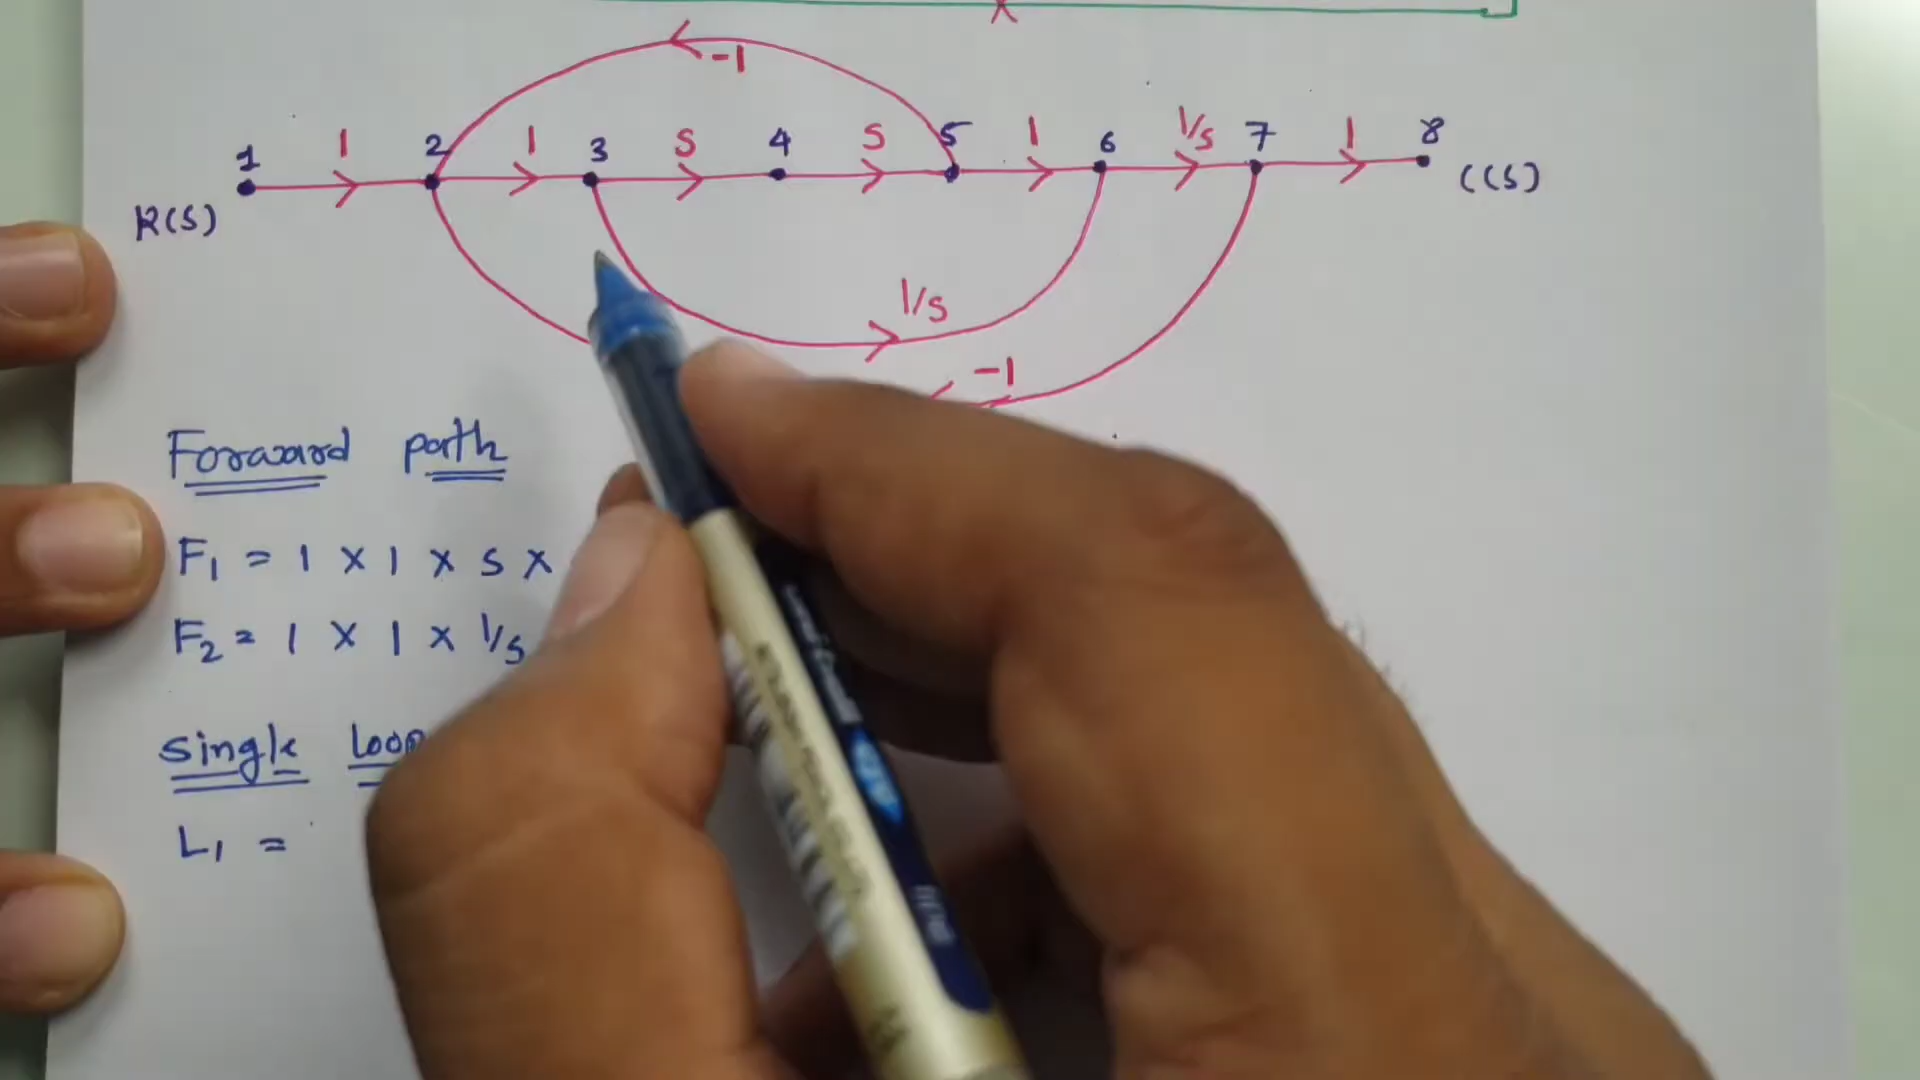 -1
1 1 2 1 3 S 4 S 5 1 6 1/s 7 1 8
R(S) C(S)
1/s
-1
Forward path
F1 = 1 X 1 X S X
F2 = 1 X 1 X 1/s
Single loop
L1 =